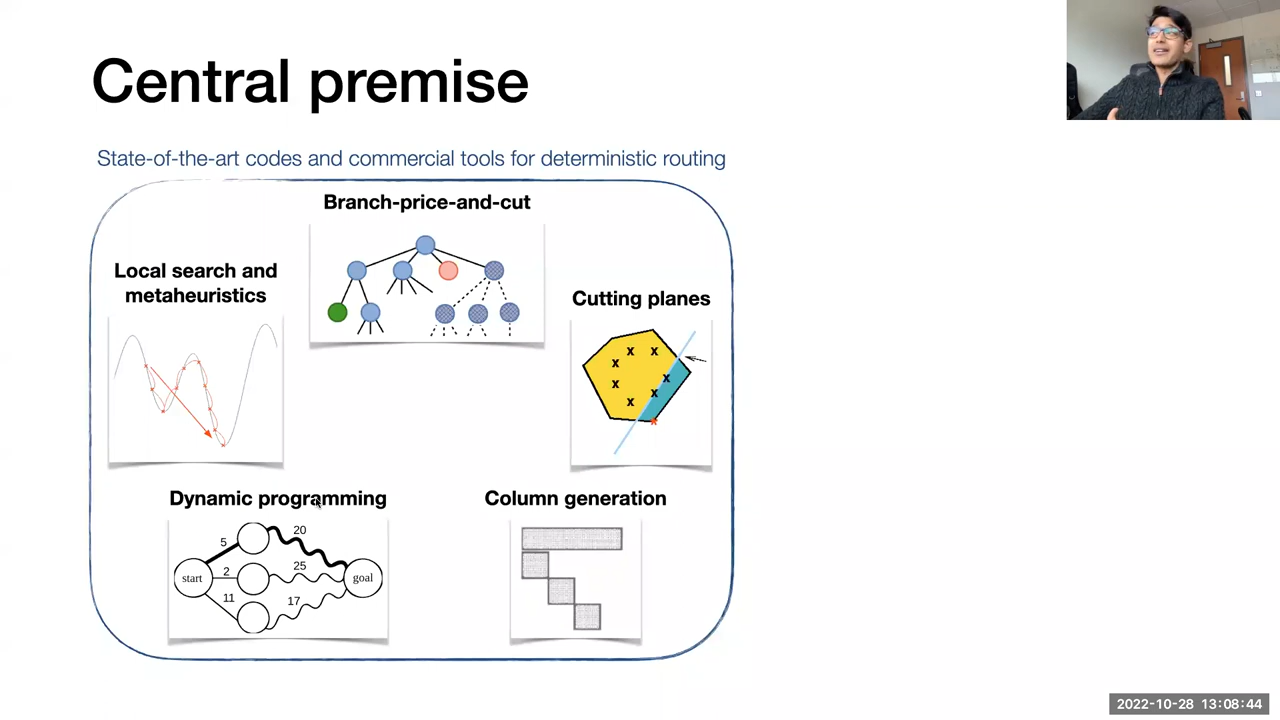 Central premise
State-of-the-art codes and commercial tools for deterministic routing
Branch-price-and-cut
Local search and
metaheuristics
Cutting planes
x x
x
x x
x
x
x
Dynamic programming
Column generation
20
5
25
start
2
goal
11
17
2022-10-28 13:08:44